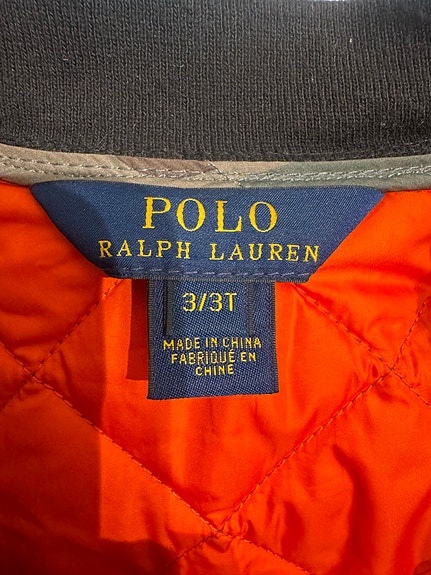 POLO
RALPH LAUREN
3/3T
MADE IN CHINA
FABRIQUÉ EN
CHINE